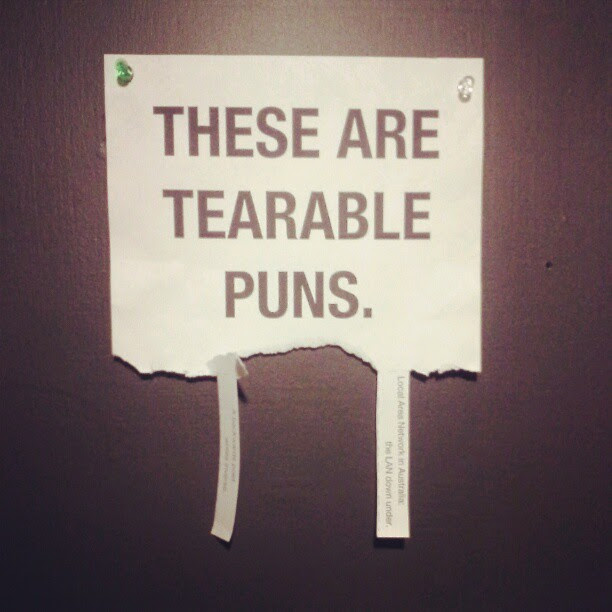 THESE ARE
TEARABLE
PUNS.
Local Area Network in Australia:
the LAN down under.